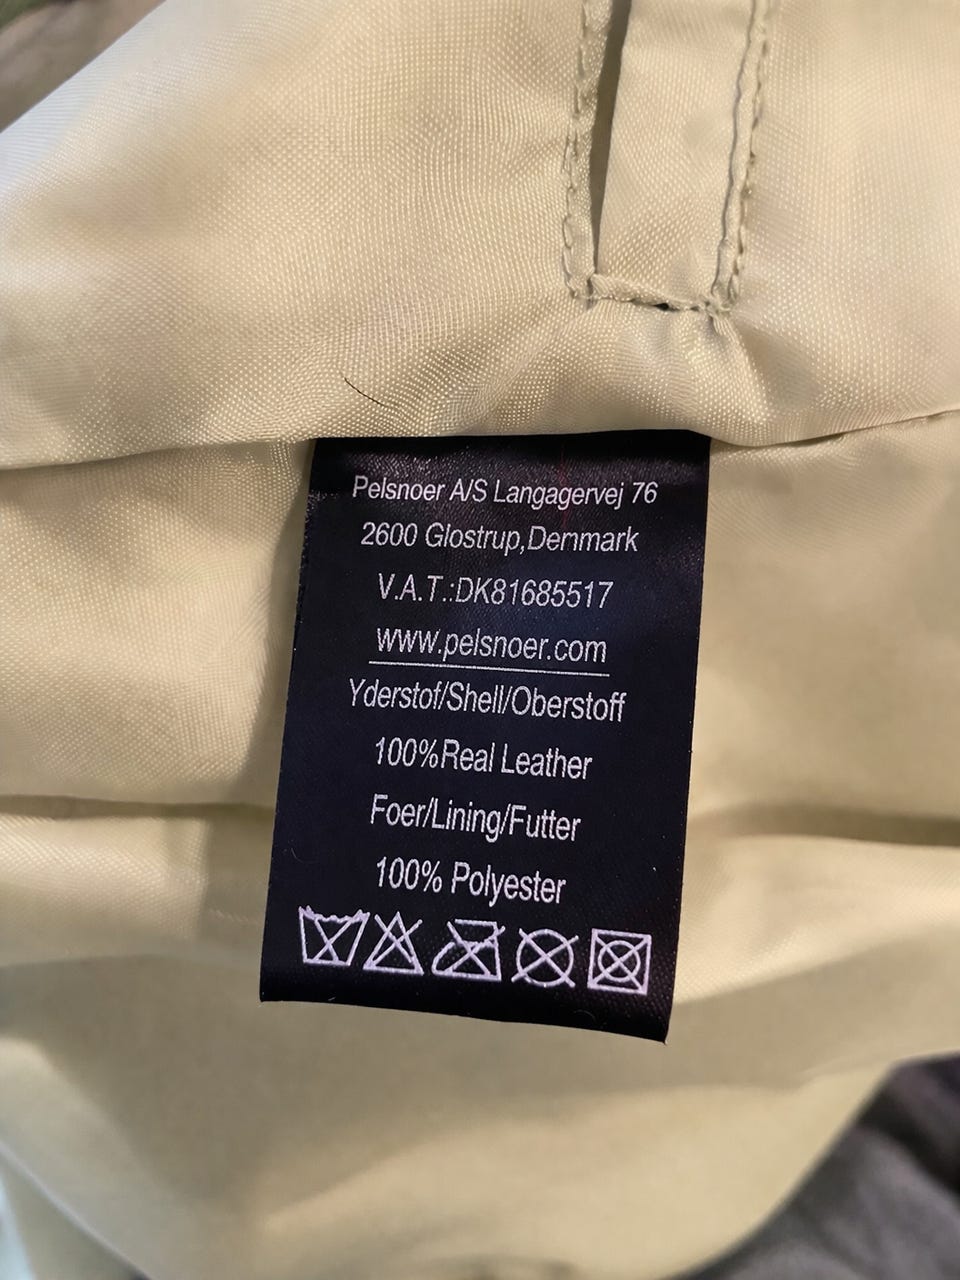 Pelsnoer A/S Langagervej 76
2600 Glostrup,Demmark
V.A.T.:DK81685517
www.pelsnoer.com
Yderstof/Shell/Oberstoff
100%Real Leather
Foer/Lining/Futter
100% Polyester